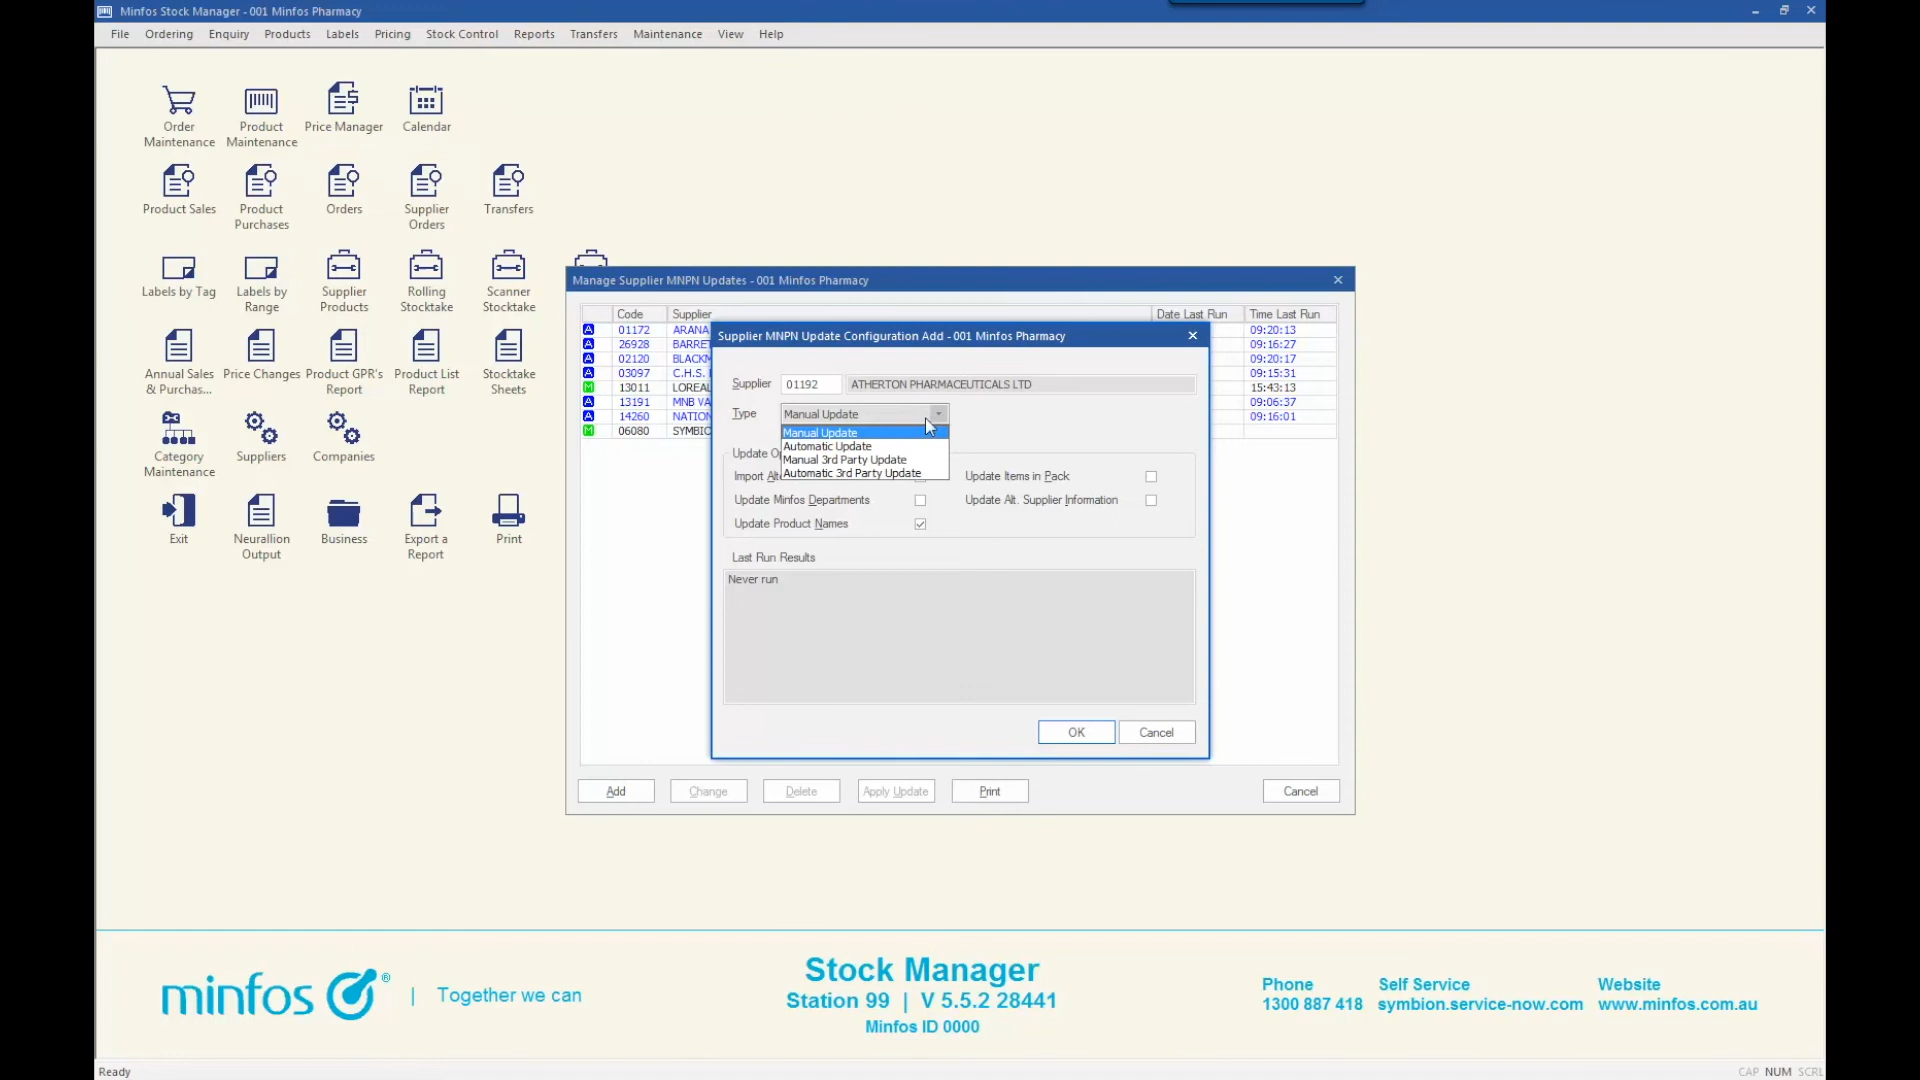 Minfos Stock Manager - 001 Minfos Pharmacy
File Ordering Enquiry Products Labels Pricing Stock Control Reports Transfers Maintenance View Help
Order Maintenance
Product Maintenance
Price Manager
Calendar
Product Sales
Product Purchases
Orders
Supplier Orders
Transfers
Labels by Tag
Labels by Range
Supplier Products
Rolling Stocktake
Scanner Stocktake
Annual Sales & Purchas...
Price Changes
Product GPR's Report
Product List Report
Stocktake Sheets
Category Maintenance
Suppliers
Companies
Exit
Neurallion Output
Business
Export a Report
Print
Manage Supplier MNPN Updates - 001 Minfos Pharmacy
Code Supplier Date Last Run Time Last Run
A 01172 ARANA 09:20:13
A 26928 BARRE 09:16:27
A 02120 BLACKM 09:20:17
A 03097 C.H.S. 09:15:31
M 13011 LOREAL 15:43:13
A 13191 MNB VA 09:06:37
A 14260 NATION 09:16:01
M 06080 SYMBIO
Supplier MNPN Update Configuration Add - 001 Minfos Pharmacy
Supplier 01192 ATHERTON PHARMACEUTICALS LTD
Type Manual Update
Manual Update
Automatic Update
Manual 3rd Party Update
Automatic 3rd Party Update
Update Op
Import Alte
Update Items in Pack
Update Minfos Departments
Update Alt. Supplier Information
Update Product Names
Last Run Results
Never run
OK Cancel
Add Change Delete Apply Update Print Cancel
minfos ® | Together we can
Stock Manager
Station 99 | V 5.5.2 28441
Minfos ID 0000
Phone Self Service Website
1300 887 418 symbion.service-now.com www.minfos.com.au
Ready CAP NUM SCRL